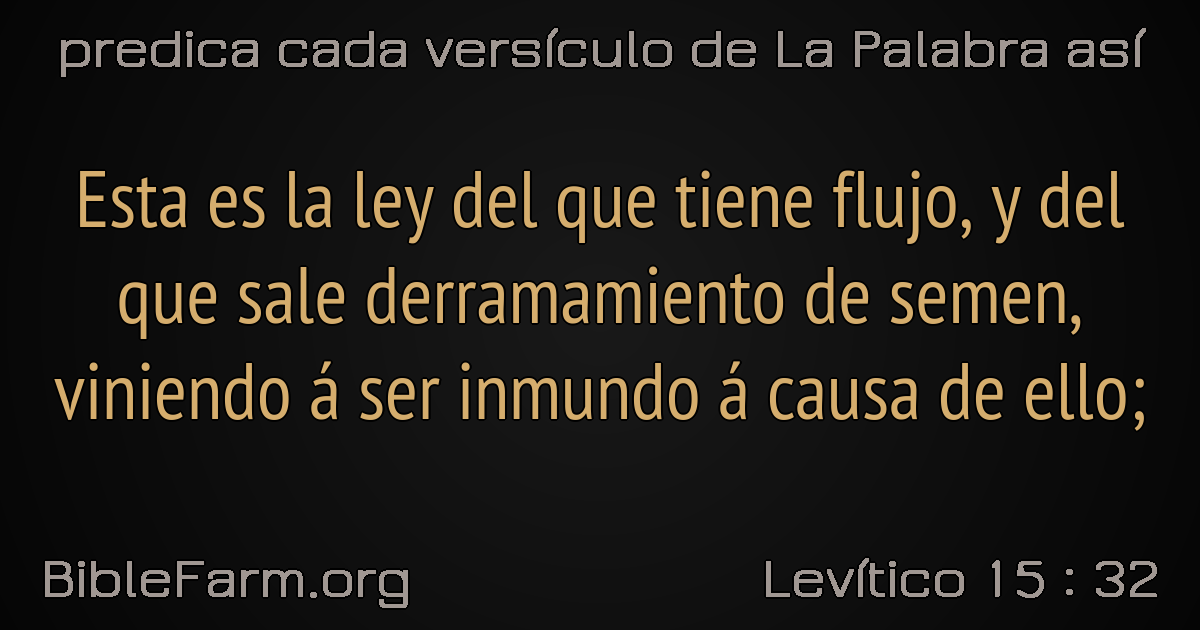 predica cada versículo de La Palabra así
Esta es la ley del que tiene flujo, y del
que sale derramamiento de semen,
viniendo á ser inmundo á causa de ello;
BibleFarm.org
Levítico 15 : 32